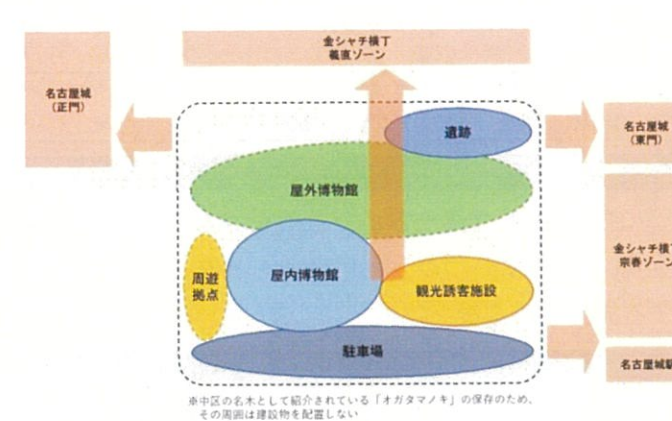 金シャチ横丁
義直ゾーン
名古屋城
（正門）
遺跡
名古屋城
（東門）
屋外博物館
金シャチ横丁
宗春ゾーン
周遊
拠点
屋内博物館
観光誘客施設
駐車場
名古屋城駅
※中区の名木として紹介されている「オガタマノキ」の保存のため、
その周囲は建設物を配置しない